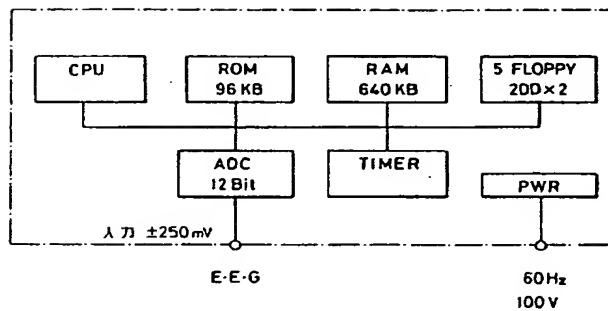 CPU
ROM
96 KB
RAM
640 KB
5 FLOPPY
2DD×2
ADC
12 Bit
TIMER
PWR
入力 ±250mV
E·E·G
60Hz
100V